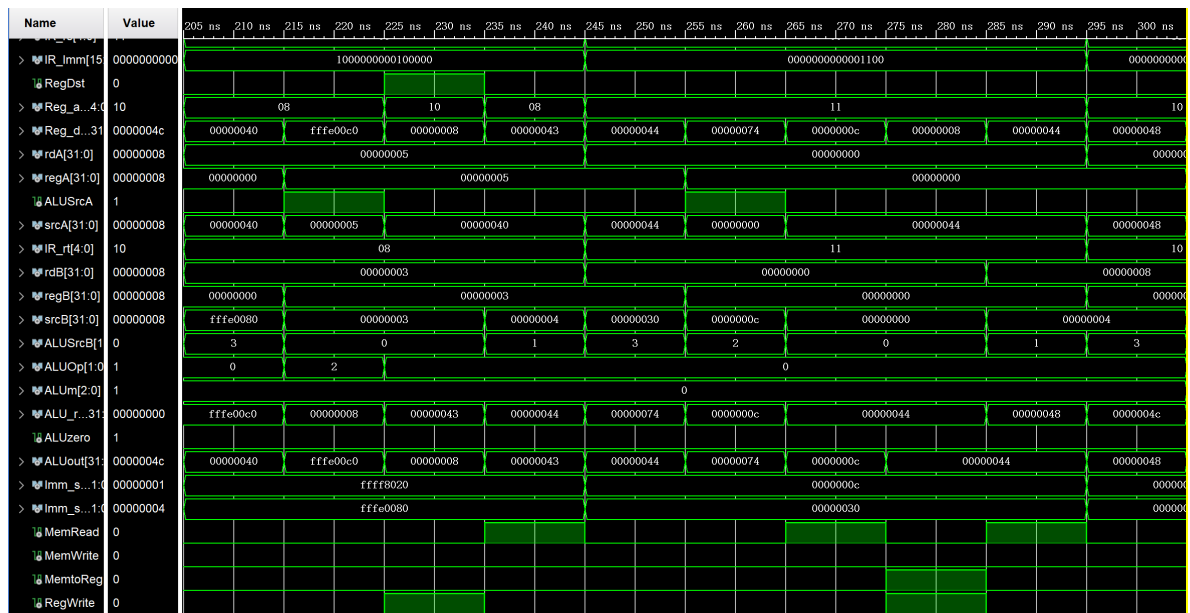 Name Value 205 ns 210 ns 215 ns 220 ns 225 ns 230 ns 235 ns 240 ns 245 ns 250 ns 255 ns 260 ns 265 ns 270 ns 275 ns 280 ns 285 ns 290 ns 295 ns 300 ns
IR_Imm[15 0000000000 1000000000100000 0000000000001100 0000000000
RegDst 0
Reg_a...4:0 10 08 10 08 11 10
Reg_d...31 0000004c 00000040 fffe00c0 00000008 00000043 00000044 00000074 0000000c 00000008 00000044 00000048
rdA[31:0] 00000008 00000005 00000000 00000
regA[31:0] 00000008 00000000 00000005 00000000
ALUSrcA 1
srcA[31:0] 00000008 00000040 00000005 00000040 00000044 00000000 00000044 00000048
IR_rt[4:0] 10 08 11 10
rdB[31:0] 00000008 00000003 00000000 00000008
regB[31:0] 00000008 00000000 00000003 00000000 00000
srcB[31:0] 00000008 fffe0080 00000003 00000004 00000030 0000000c 00000000 00000004
ALUSrcB[1 0 3 0 1 3 2 0 1 3
ALUOp[1:0 1 0 2 0
ALUm[2:0] 1 0
ALU_r...31: 00000000 fffe00c0 00000008 00000043 00000044 00000074 0000000c 00000044 00000048 0000004c
ALUzero 1
ALUout[31: 0000004c 00000040 fffe00c0 00000008 00000043 00000044 00000074 0000000c 00000044 00000048
Imm_s...1:0 00000001 ffff8020 0000000c 00000
Imm_s...1:0 00000004 fffe0080 00000030 00000
MemRead 0
MemWrite 0
MemtoReg 0
RegWrite 0